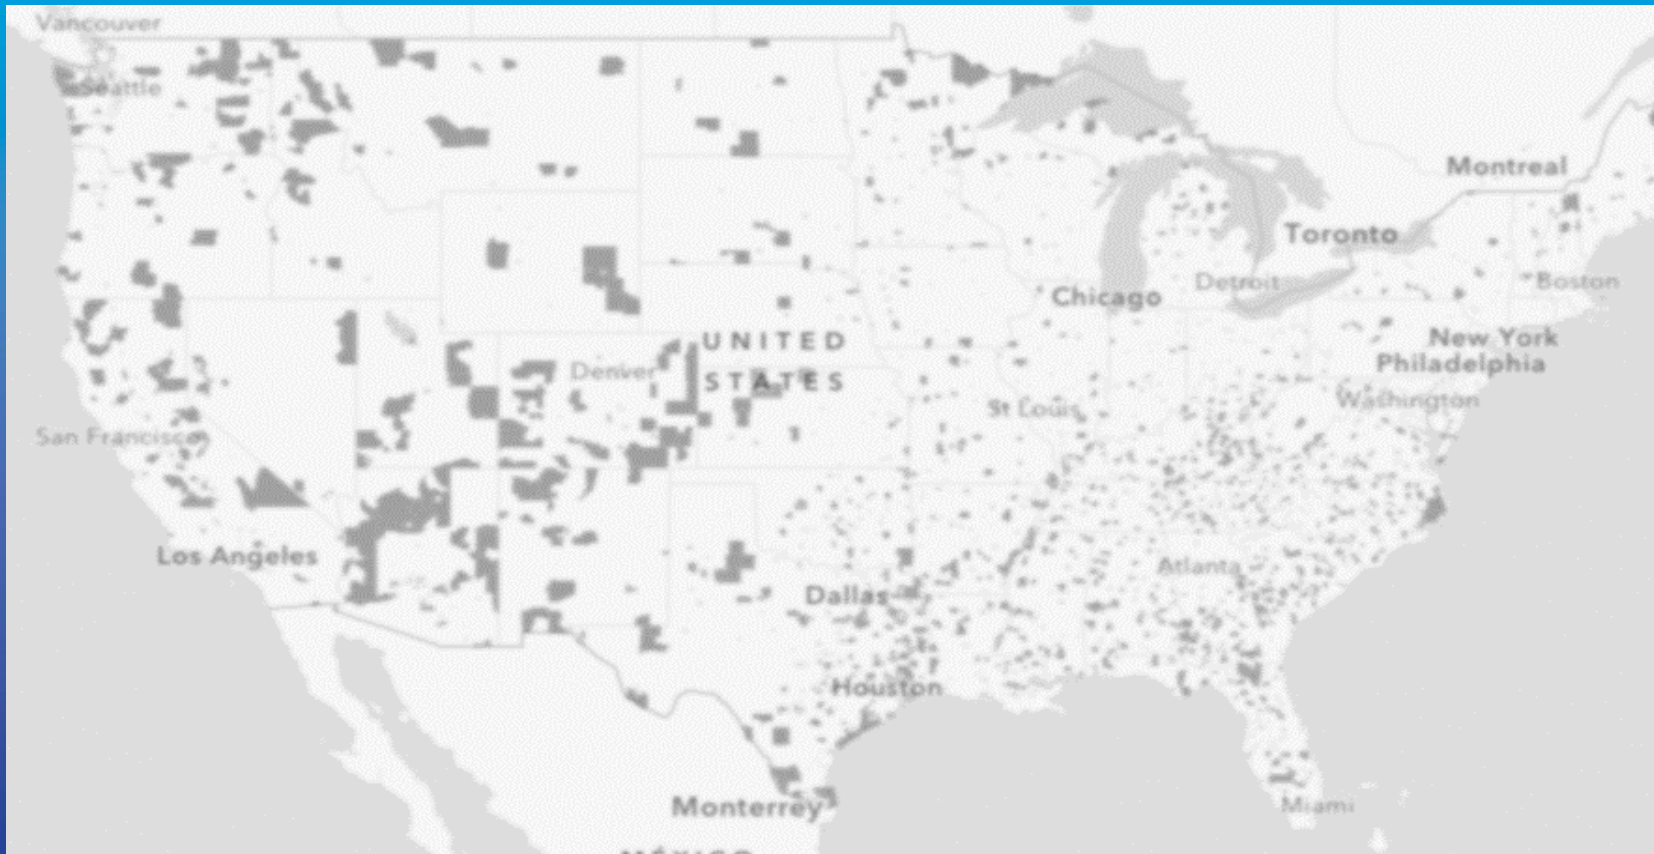 Vancouver
Seattle
Montreal
Toronto
Detroit
Boston
Chicago
UNITED
STATES
New York
Philadelphia
Denver
Washington
St Louis
San Francisco
Los Angeles
Atlanta
Dallas
Houston
Monterrey
Miami
MÉXICO